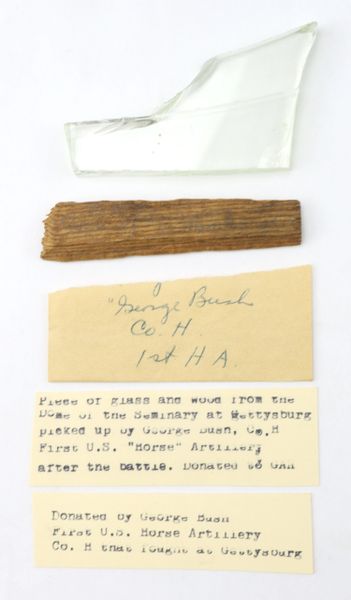 "George Bush
Co. H.
1st H A.
Piece of glass and wood from the
Dome of the Seminary at Gettysburg
picked up by George Bush, Co. H
First U.S. "Horse" Artillery
after the battle. Donated to GAR
Donated by George Bush
First U.S. Horse Artillery
Co. H that fought at Gettysburg